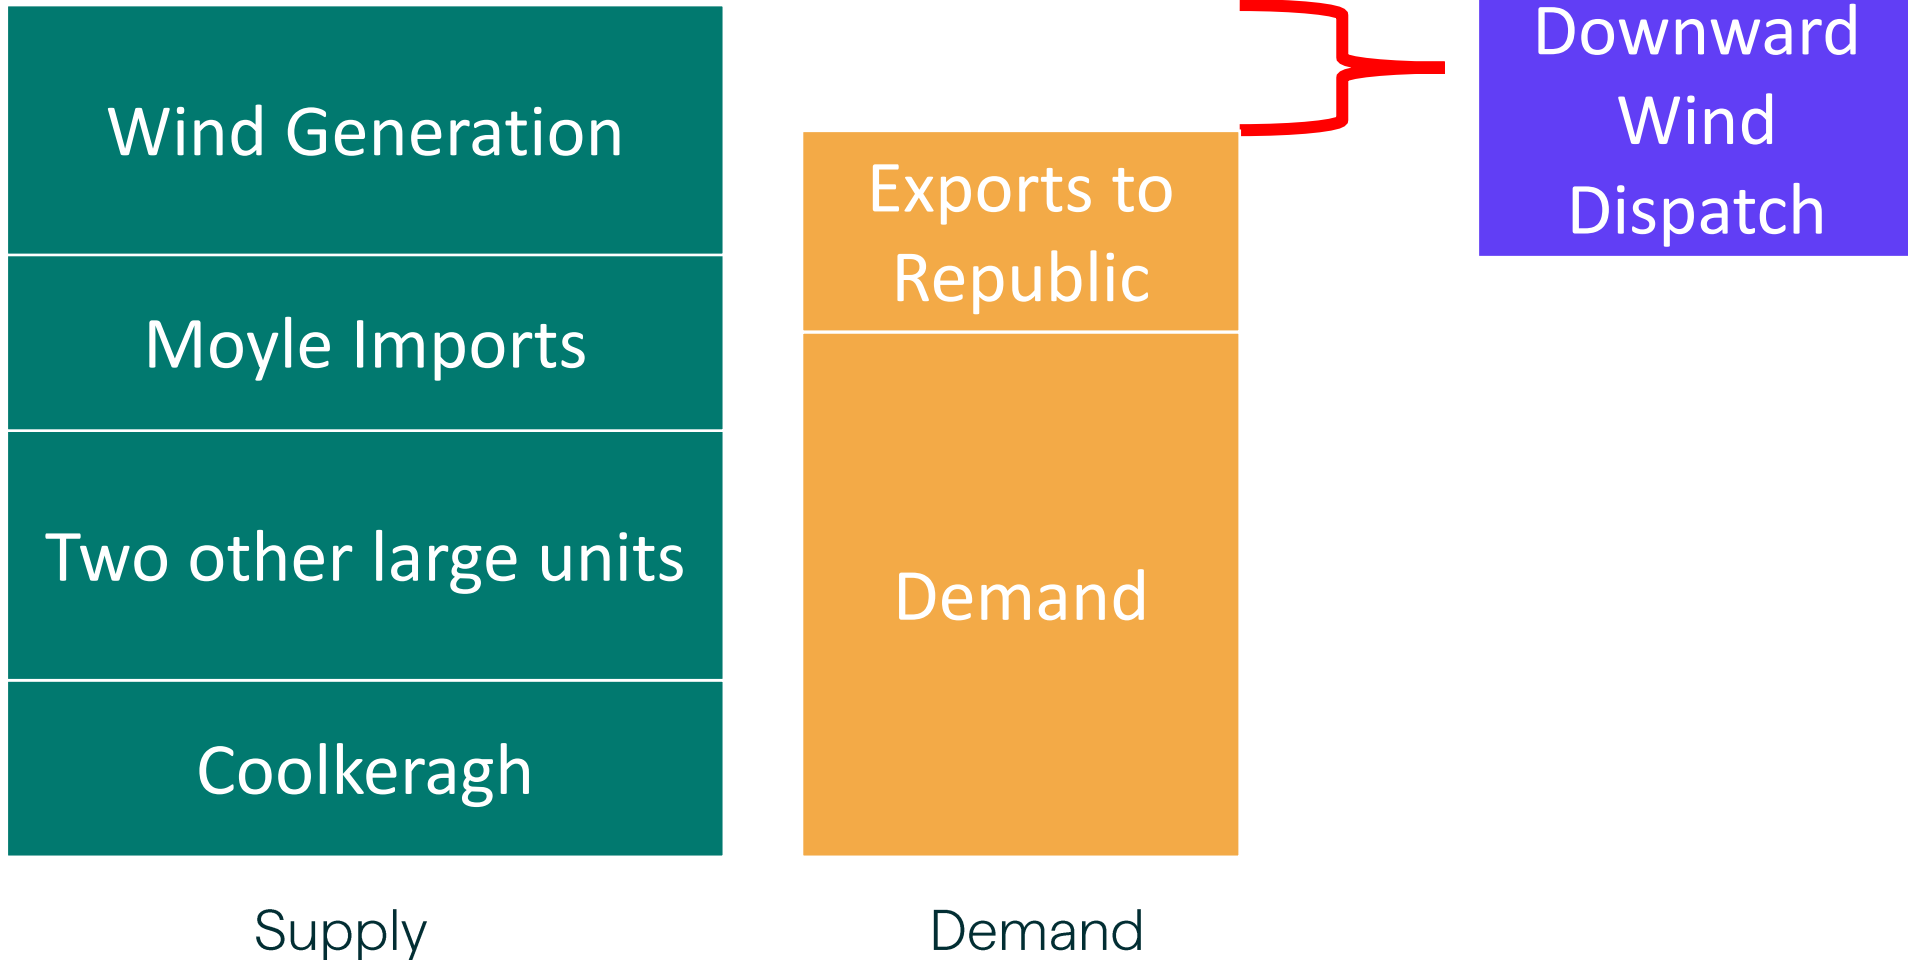 Wind Generation
Moyle Imports
Two other large units
Coolkeragh
Supply
Exports to
Republic
Demand
Demand
Downward
Wind
Dispatch